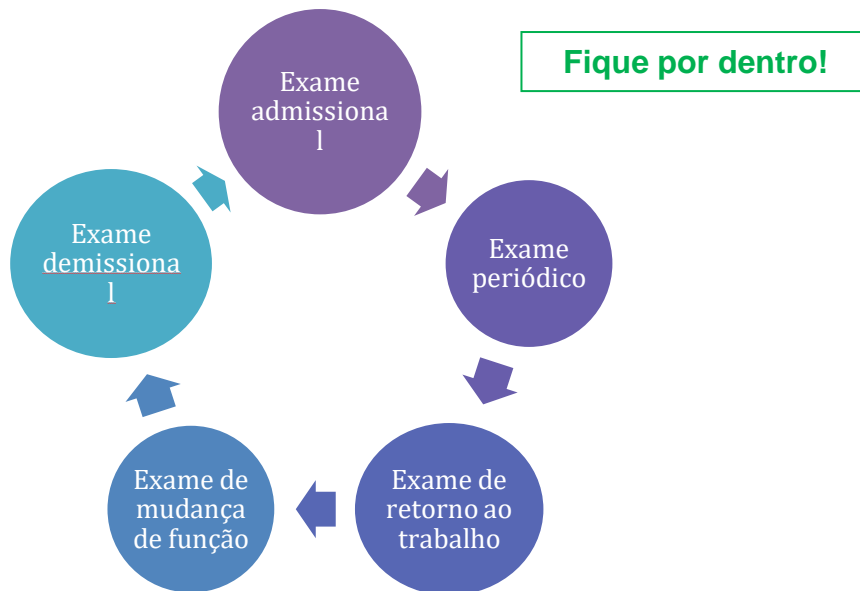 Fique por dentro!
Exame
admissiona
l
Exame
periódico
Exame de
retorno ao
trabalho
Exame de
mudança
de função
Exame
demissiona
l